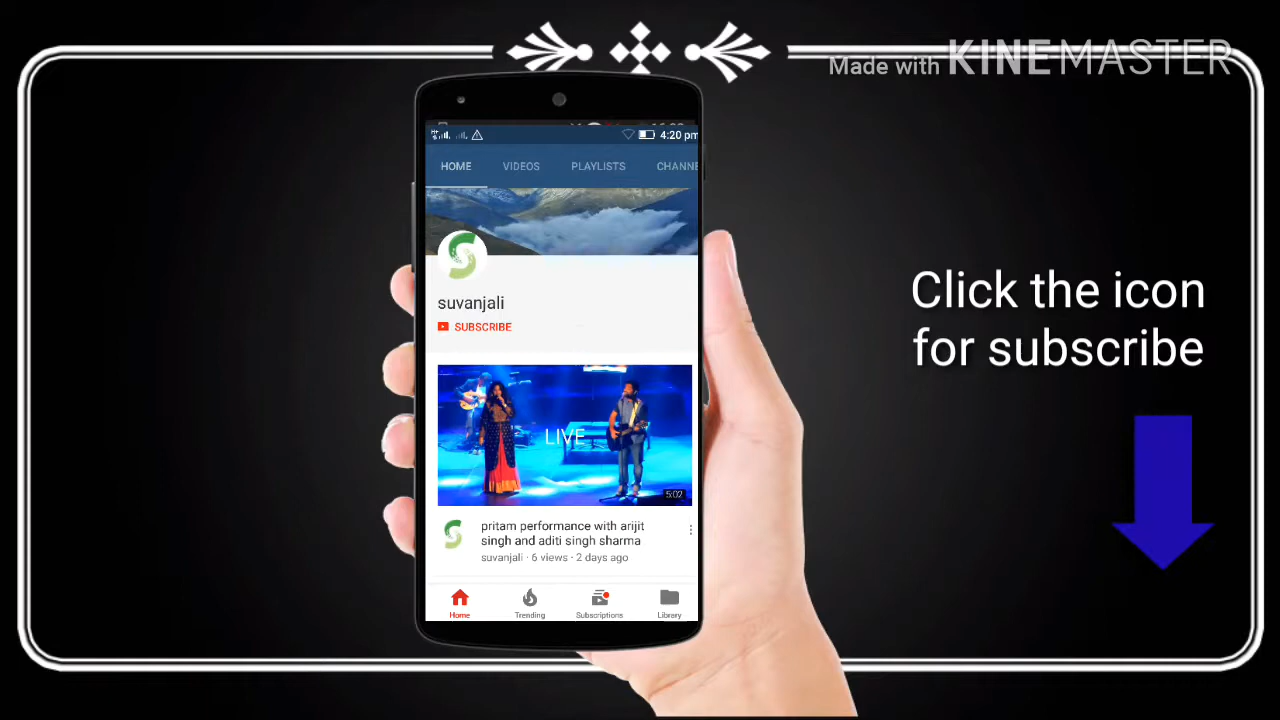 Made with KINEMASTER
4:20 pm
HOME VIDEOS PLAYLISTS CHANNE
suvanjali
SUBSCRIBE
LIVE
5:02
pritam performance with arijit
singh and aditi singh sharma
suvanjali · 6 views · 2 days ago
Home Trending Subscriptions Library
Click the icon
for subscribe